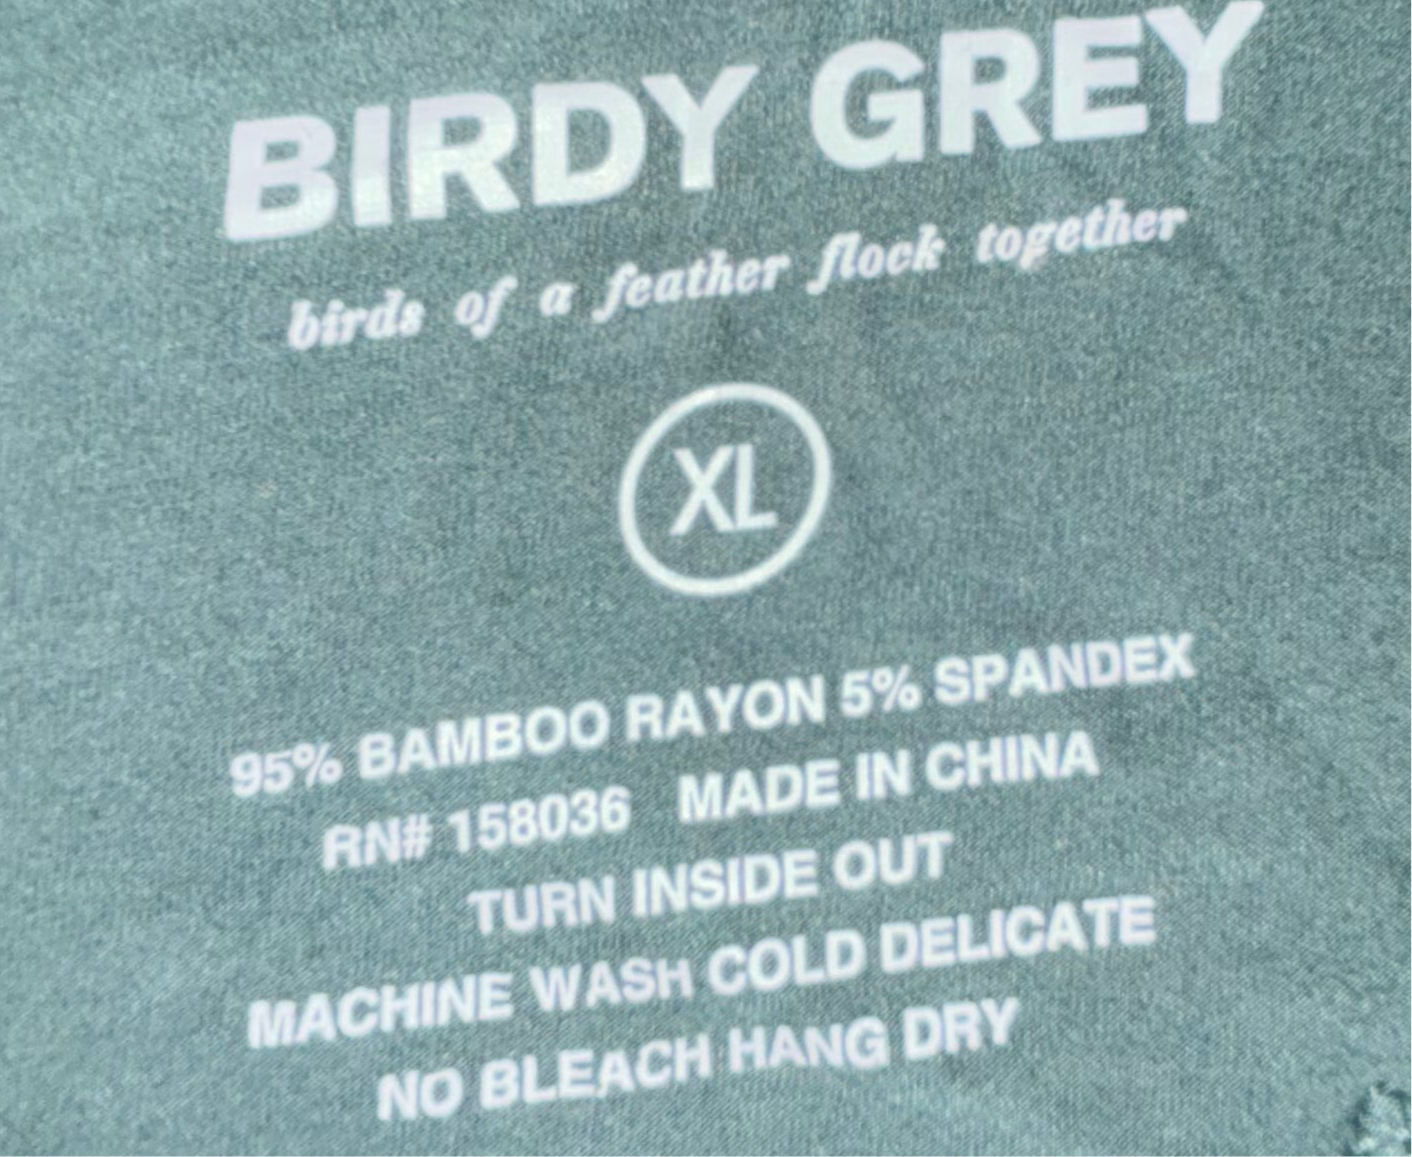 BIRDY GREY
birds of a feather flock together
XL
95% BAMBOO RAYON 5% SPANDEX
RN# 158036 MADE IN CHINA
TURN INSIDE OUT
MACHINE WASH COLD DELICATE
NO BLEACH HANG DRY